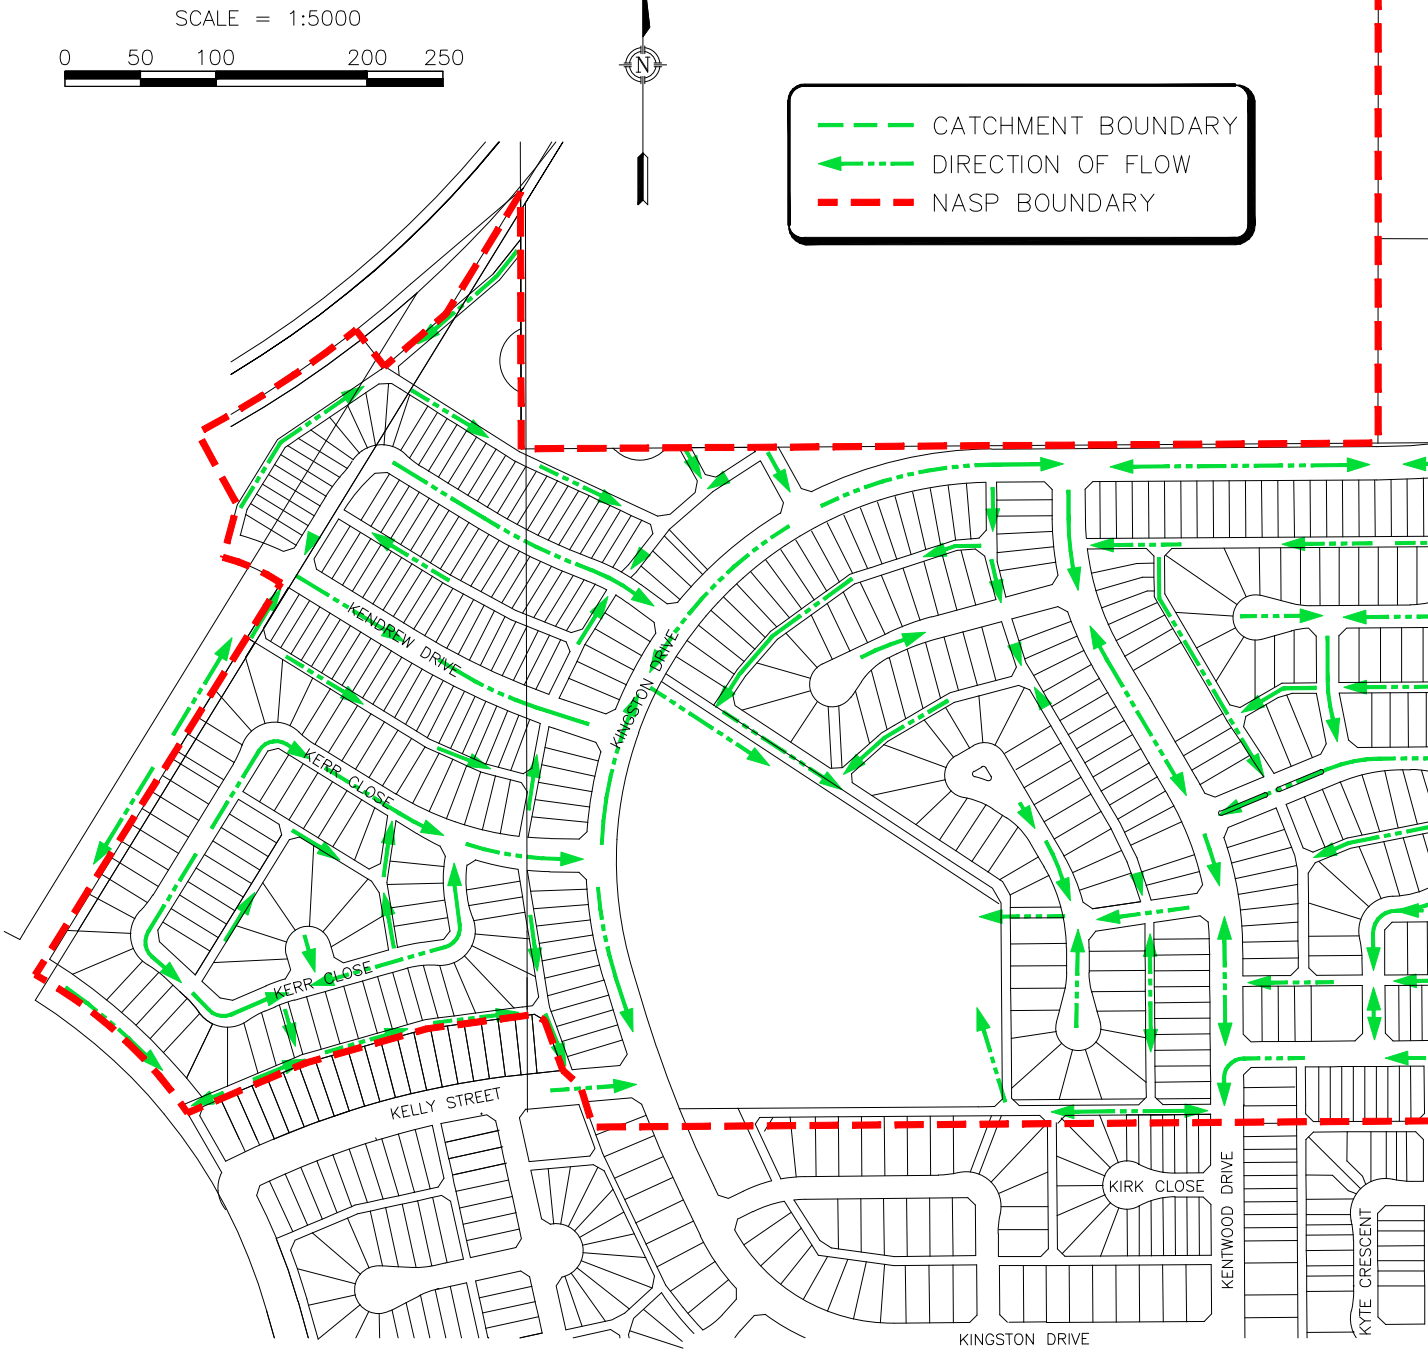 SCALE = 1:5000
0 50 100 200 250
N
CATCHMENT BOUNDARY
DIRECTION OF FLOW
NASP BOUNDARY
KENDREW DRIVE
KINGSTON DRIVE
KERR CLOSE
KERR CLOSE
KELLY STREET
KIRK CLOSE
KENTWOOD DRIVE
KYTE CRESCENT
KINGSTON DRIVE